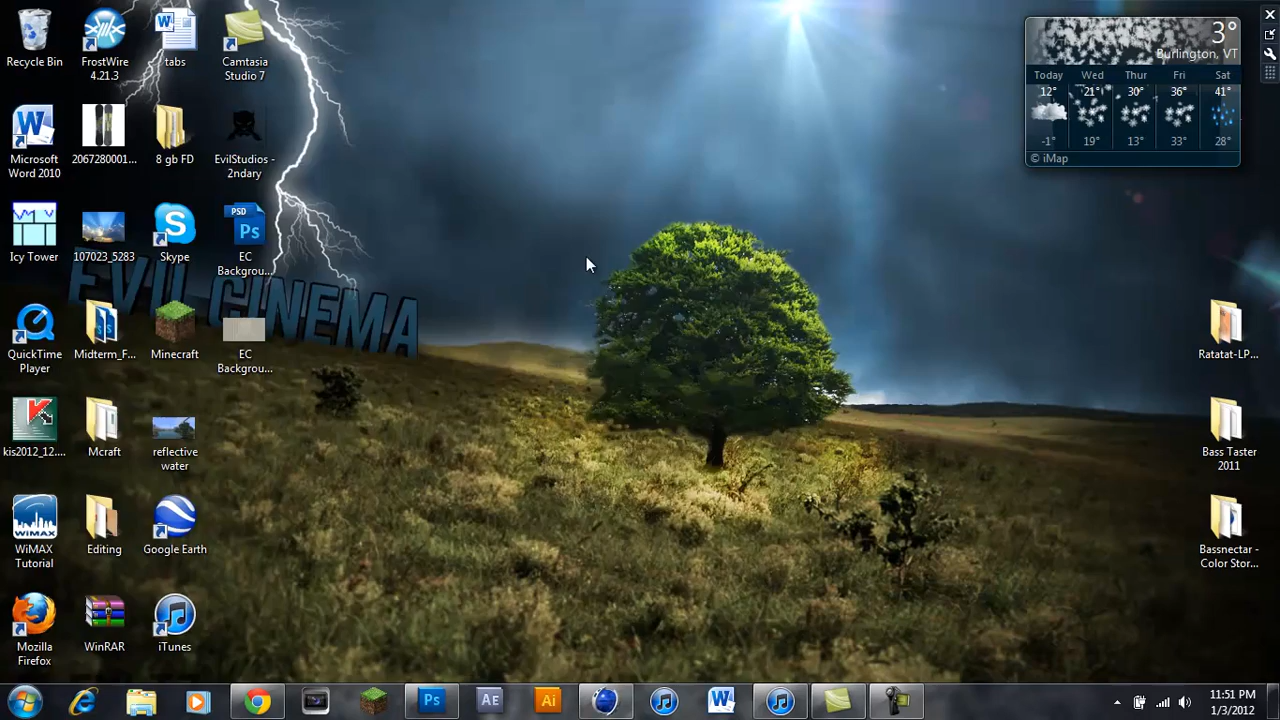 Recycle Bin
FrostWire 4.21.3
tabs
Camtasia Studio 7
Microsoft Word 2010
2067280001...
8 gb FD
EvilStudios - 2ndary
Icy Tower
107023_5283
Skype
PSD
Ps
EC Backgrou...
EVIL CINEMA
QuickTime Player
Midterm_F...
Minecraft
EC Backgrou...
kis2012_12....
Mcraft
reflective water
WiMAX
WiMAX Tutorial
Editing
Google Earth
Mozilla Firefox
WinRAR
iTunes
3°
Burlington, VT
Today Wed Thur Fri Sat
12° 21° 30° 36° 41°
-1° 19° 13° 33° 28°
© iMap
Ratatat-LP...
Bass Taster 2011
Bassnectar - Color Stor...
Ps
Ae
Ai
11:51 PM
1/3/2012